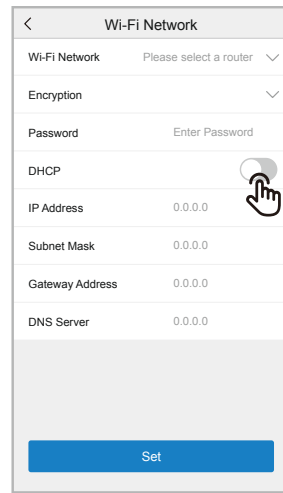 Wi-Fi Network
Wi-Fi Network Please select a router
Encryption
Password Enter Password
DHCP
IP Address 0.0.0.0
Subnet Mask 0.0.0.0
Gateway Address 0.0.0.0
DNS Server 0.0.0.0
Set